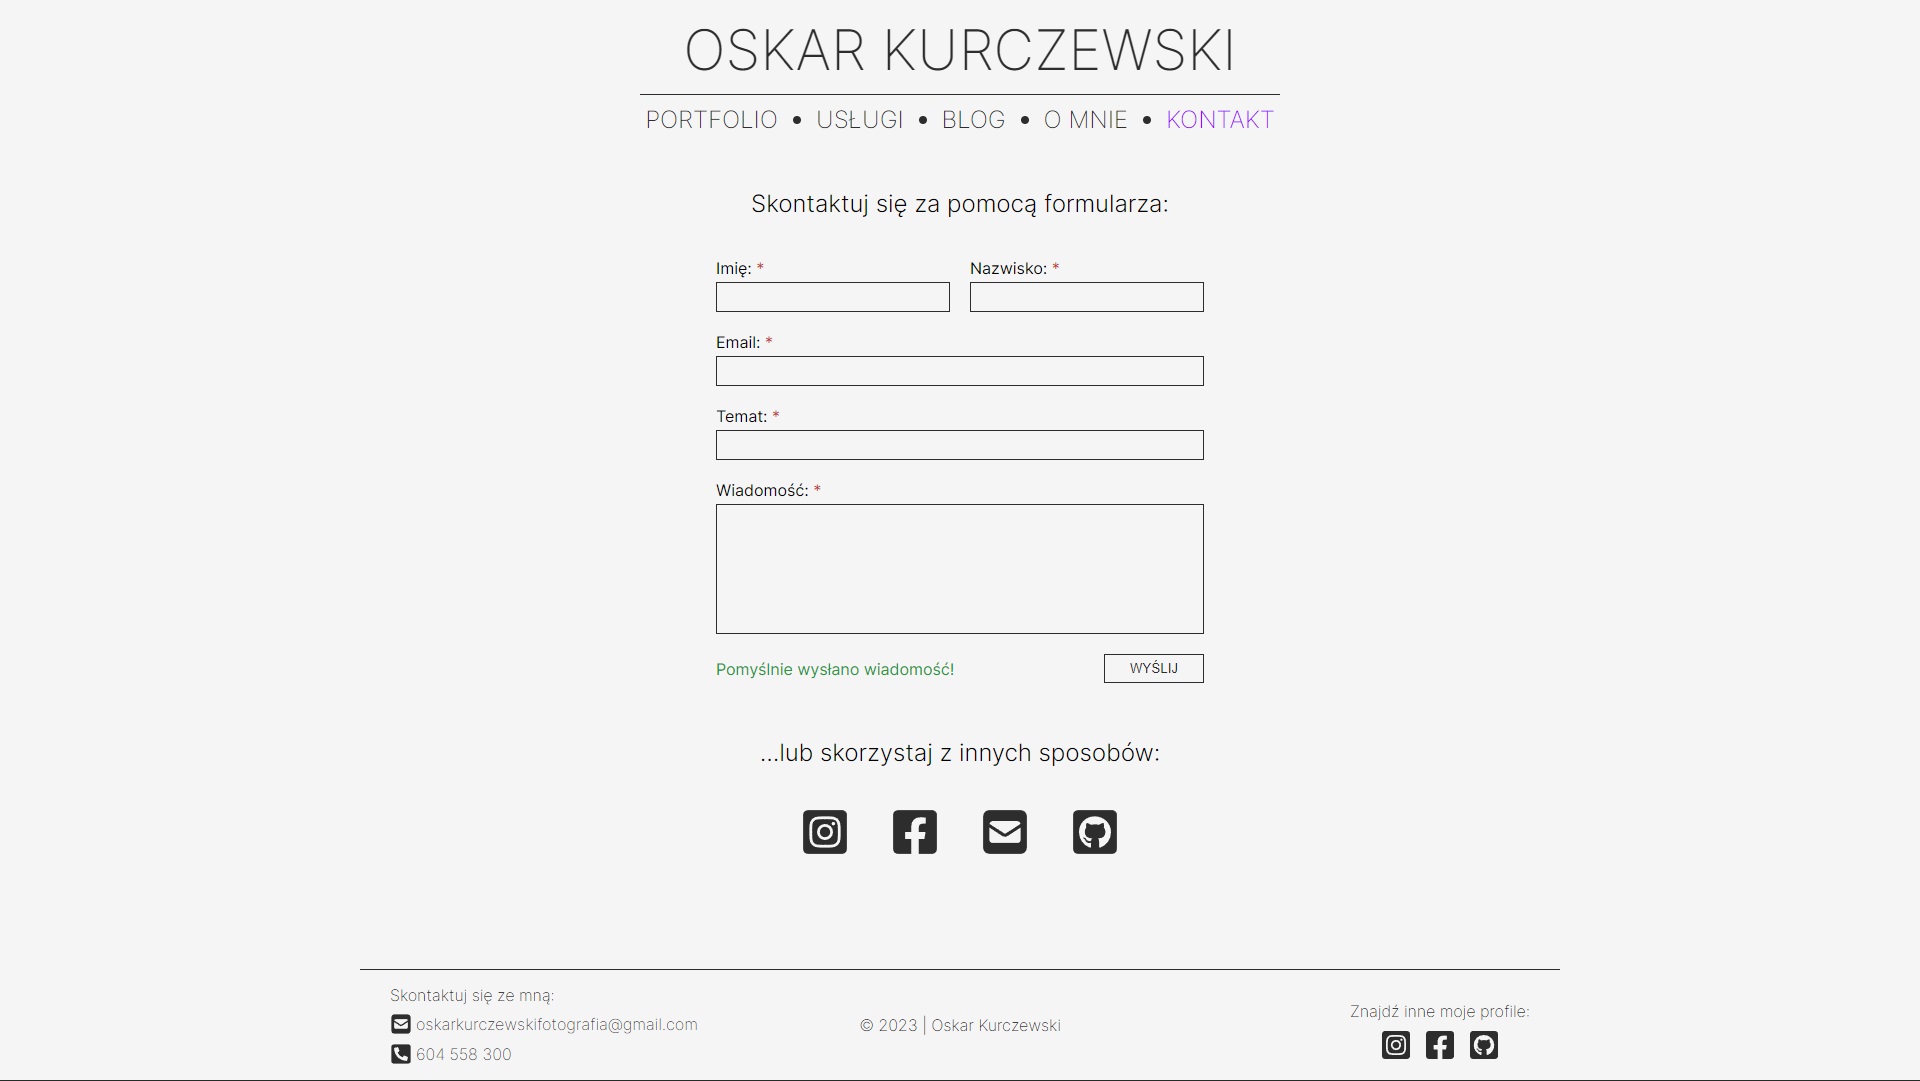 OSKAR KURCZEWSKI
PORTFOLIO • USŁUGI • BLOG • O MNIE • KONTAKT
Skontaktuj się za pomocą formularza:
Imię: * Nazwisko: *
Email: *
Temat: *
Wiadomość: *
Pomyślnie wysłano wiadomość! WYŚLIJ
...lub skorzystaj z innych sposobów:
Skontaktuj się ze mną:
oskarkurczewskifotografia@gmail.com
604 558 300
© 2023 | Oskar Kurczewski
Znajdź inne moje profile: